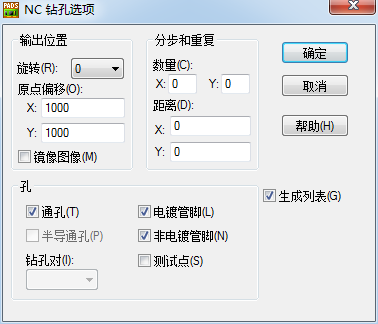 PADS
NC 钻孔选项
输出位置
旋转(R): 0
原点偏移(O):
X: 1000
Y: 1000
镜像图像(M)
分步和重复
数量(C):
X: 0 Y: 0
距离(D):
X: 0
Y: 0
确定
取消
帮助(H)
孔
通孔(T)
电镀管脚(L)
半导通孔(P)
非电镀管脚(N)
钻孔对(I):
测试点(S)
生成列表(G)